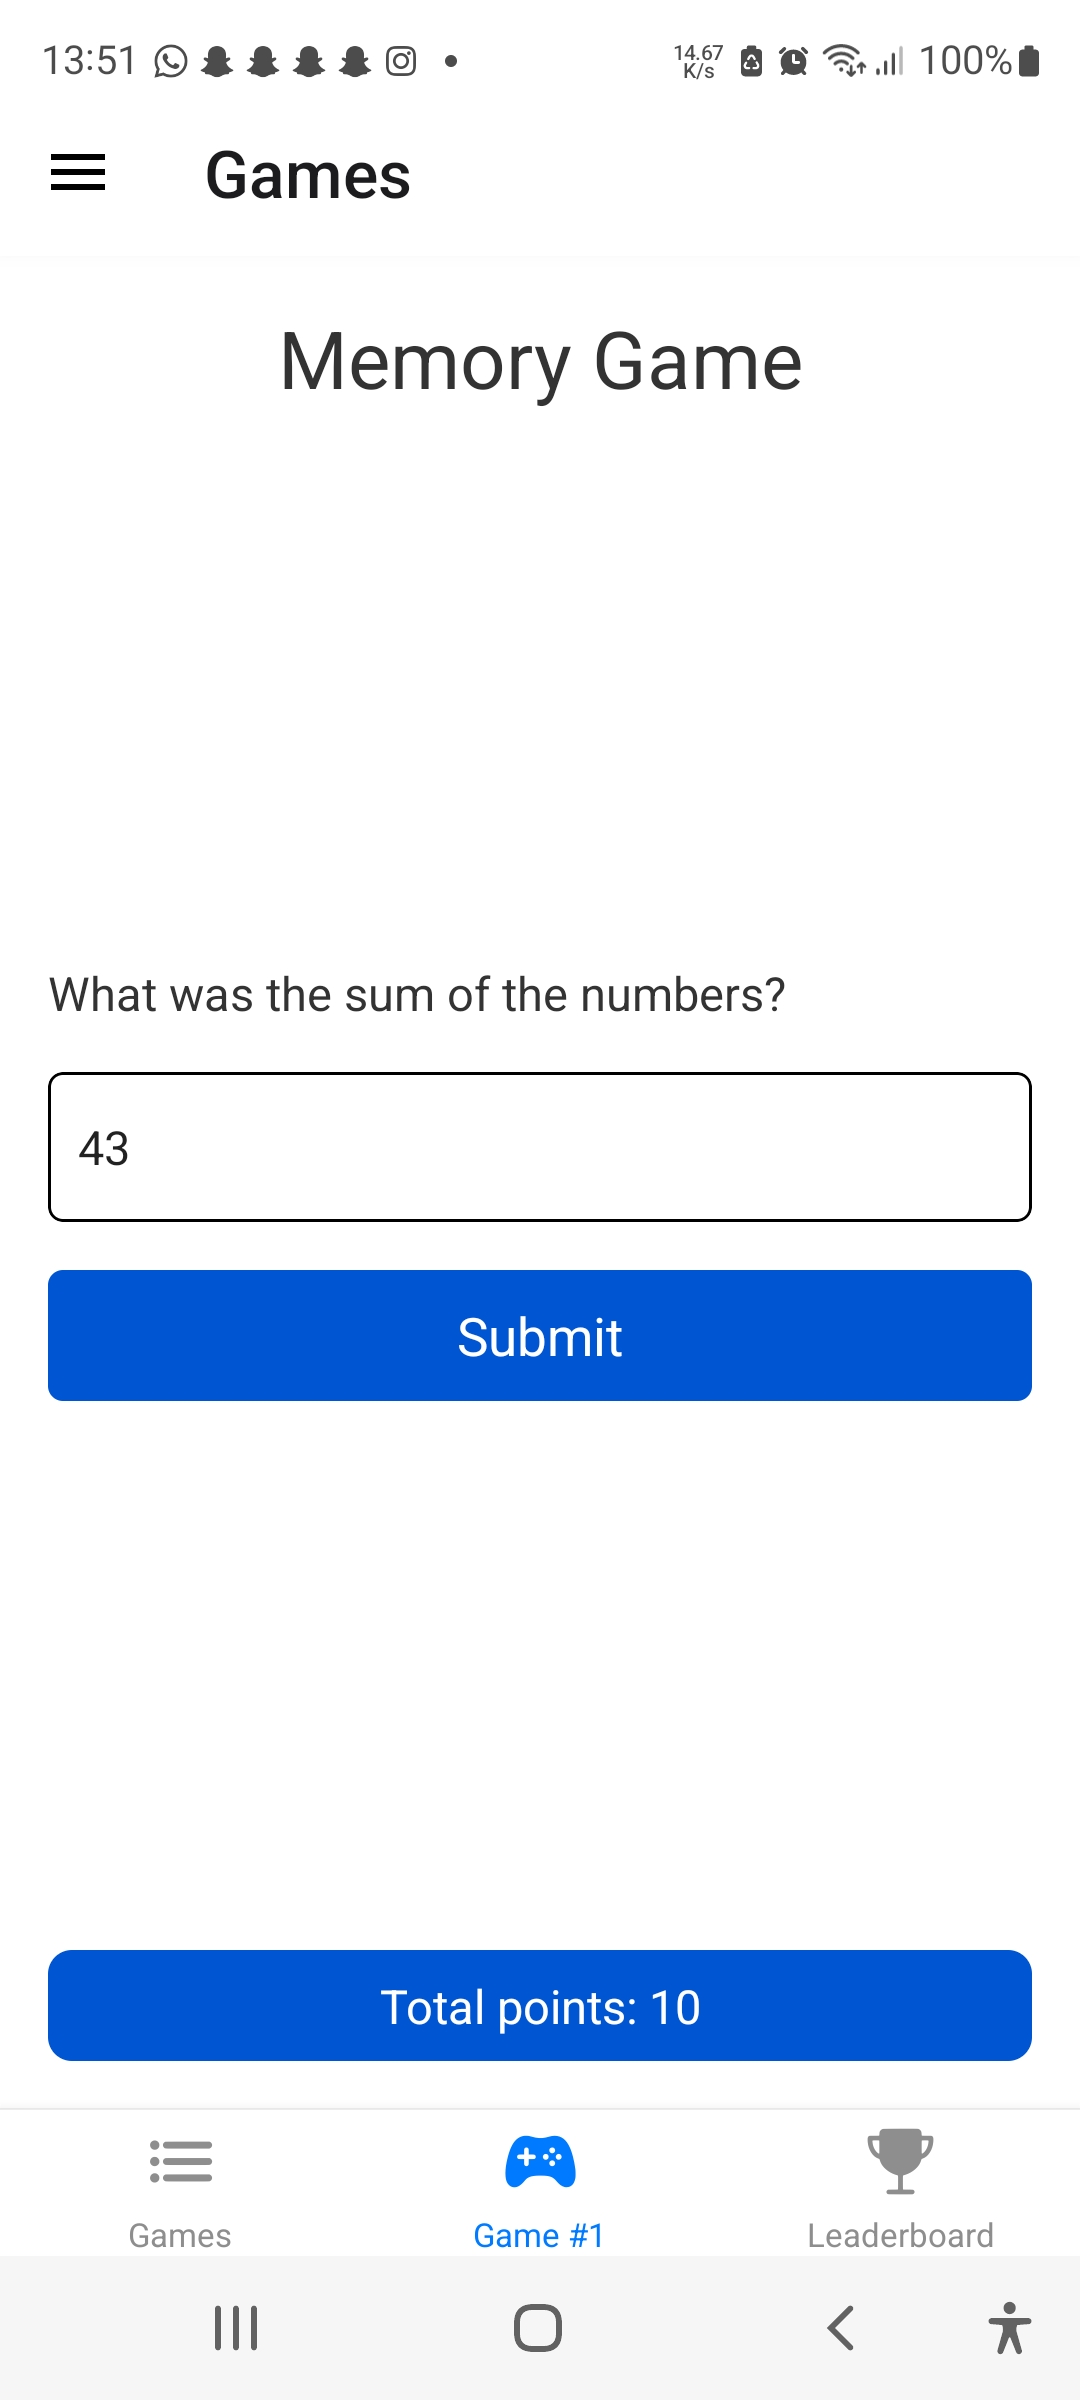 13:51
14.67
K/s
100%
Games
Memory Game
What was the sum of the numbers?
43
Submit
Total points: 10
Games
Game #1
Leaderboard